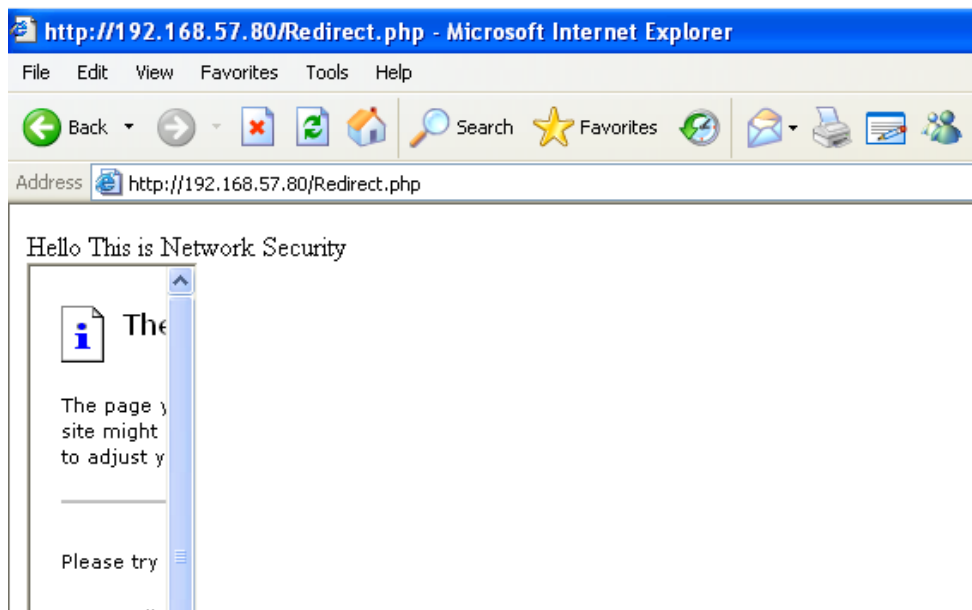 http://192.168.57.80/Redirect.php - Microsoft Internet Explorer
File Edit View Favorites Tools Help
Back Search Favorites
Address http://192.168.57.80/Redirect.php
Hello This is Network Security
i The
The page y
site might
to adjust y
Please try